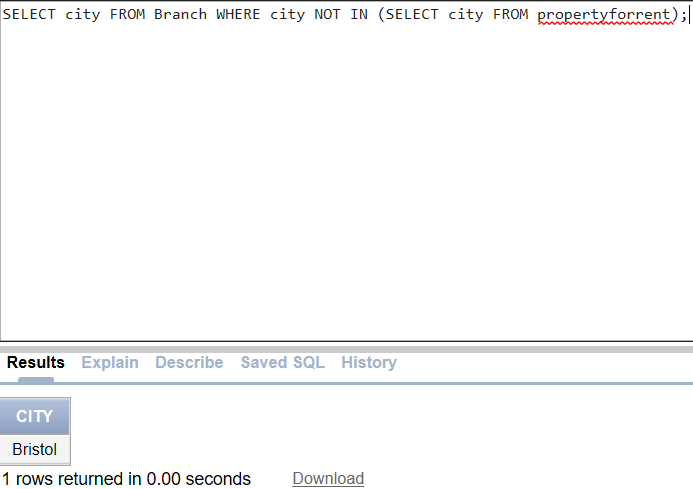 SELECT city FROM Branch WHERE city NOT IN (SELECT city FROM propertyforrent);
Results Explain Describe Saved SQL History
CITY
Bristol
1 rows returned in 0.00 seconds Download